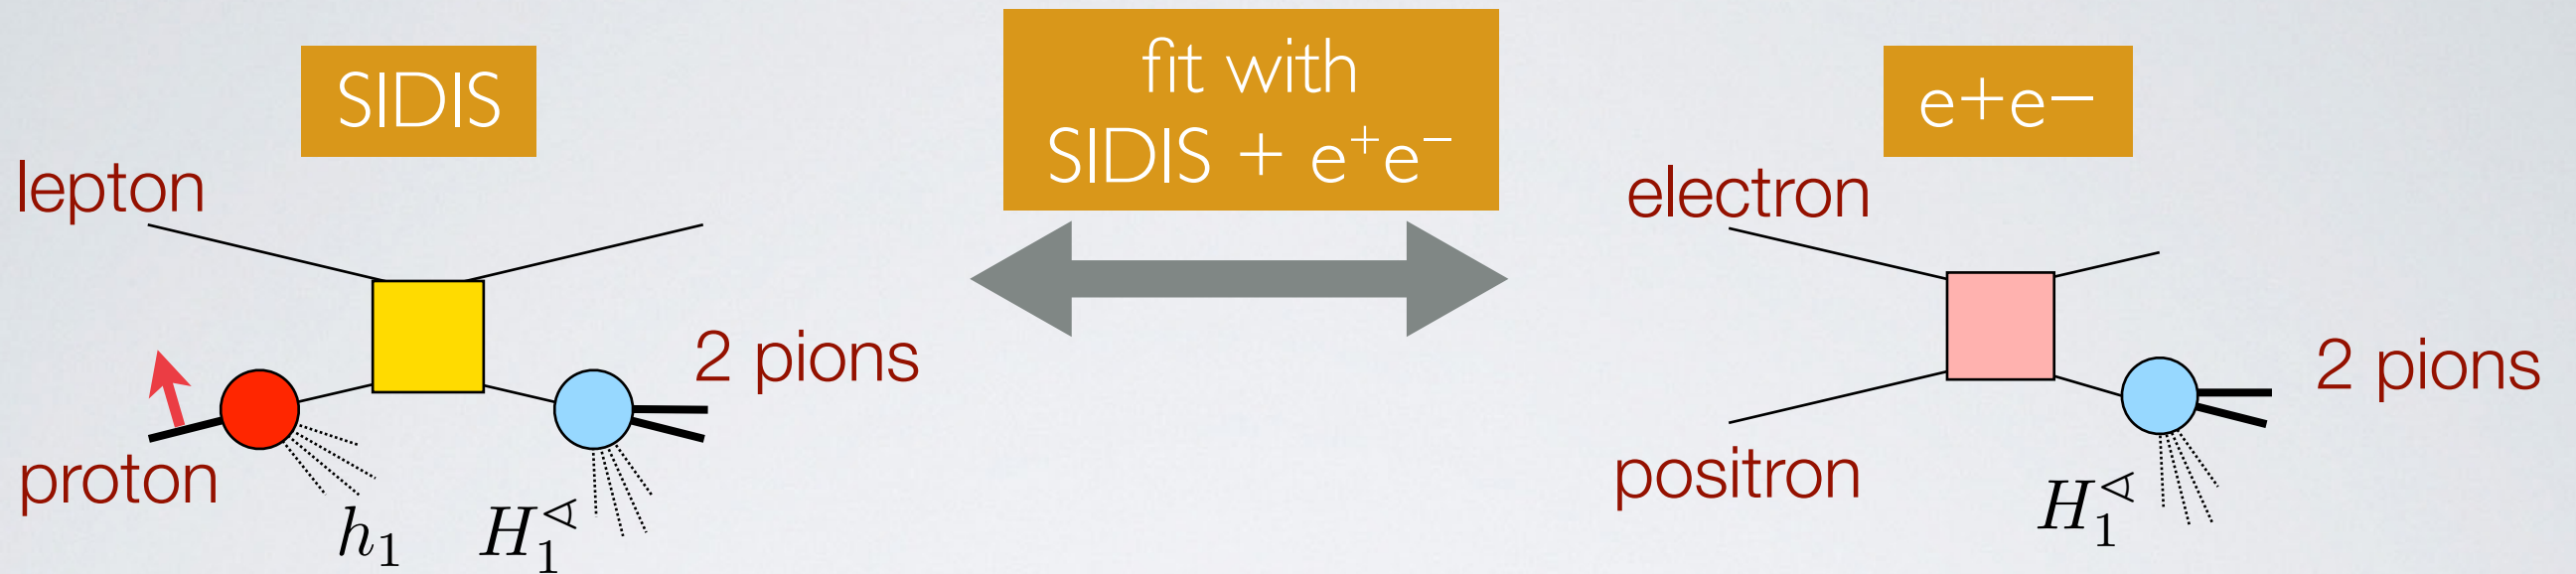 SIDIS
fit with
SIDIS + e⁺e⁻
e+e−
lepton
electron
2 pions
2 pions
proton
positron
h₁
H₁^∢
H₁^∢